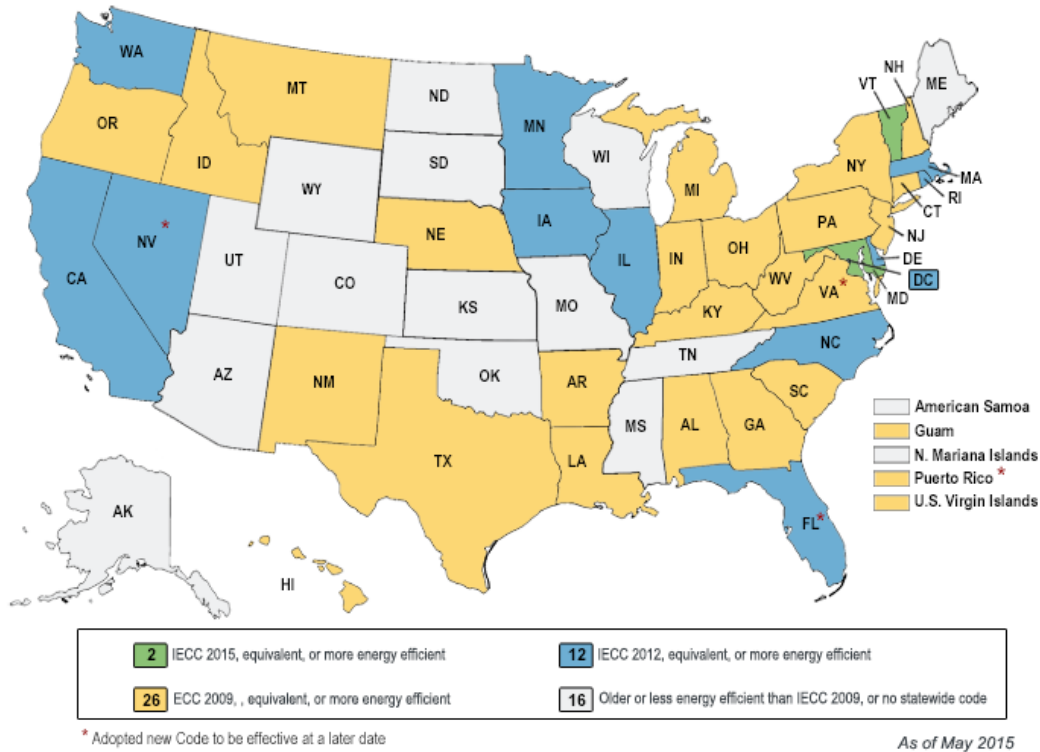 WA
MT
ND
MN
VT
NH
ME
OR
ID
SD
WI
NY
MA
WY
MI
RI
CT
NV *
NE
IA
PA
NJ
CA
UT
CO
IL
IN
OH
DE
DC
WV
VA *
MD
KS
MO
KY
AZ
NM
OK
AR
TN
NC
SC
MS
AL
GA
TX
LA
FL *
AK
HI
American Samoa
Guam
N. Mariana Islands
Puerto Rico *
U.S. Virgin Islands
2 IECC 2015, equivalent, or more energy efficient
12 IECC 2012, equivalent, or more energy efficient
26 ECC 2009, , equivalent, or more energy efficient
16 Older or less energy efficient than IECC 2009, or no statewide code
* Adopted new Code to be effective at a later date
As of May 2015